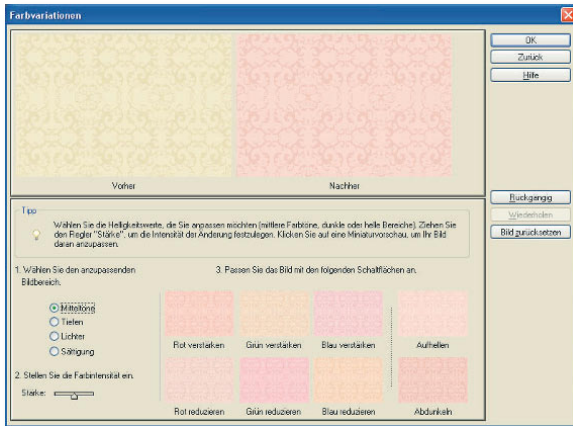 Farbvariationen
OK
Zurück
Hilfe
Vorher
Nachher
Rückgängig
Wiederholen
Bild zurücksetzen
Tipp
Wählen Sie die Helligkeitswerte, die Sie anpassen möchten (mittlere Farbtöne, dunkle oder helle Bereiche). Ziehen Sie
den Regler "Stärke", um die Intensität der Änderung festzulegen. Klicken Sie auf eine Miniaturvorschau, um Ihr Bild
daran anzupassen.
1. Wählen Sie den anzupassenden
Bildbereich.
Mitteltöne
Tiefen
Lichter
Sättigung
2. Stellen Sie die Farbintensität ein.
Stärke:
3. Passen Sie das Bild mit den folgenden Schaltflächen an.
Rot verstärken
Grün verstärken
Blau verstärken
Aufhellen
Rot reduzieren
Grün reduzieren
Blau reduzieren
Abdunkeln